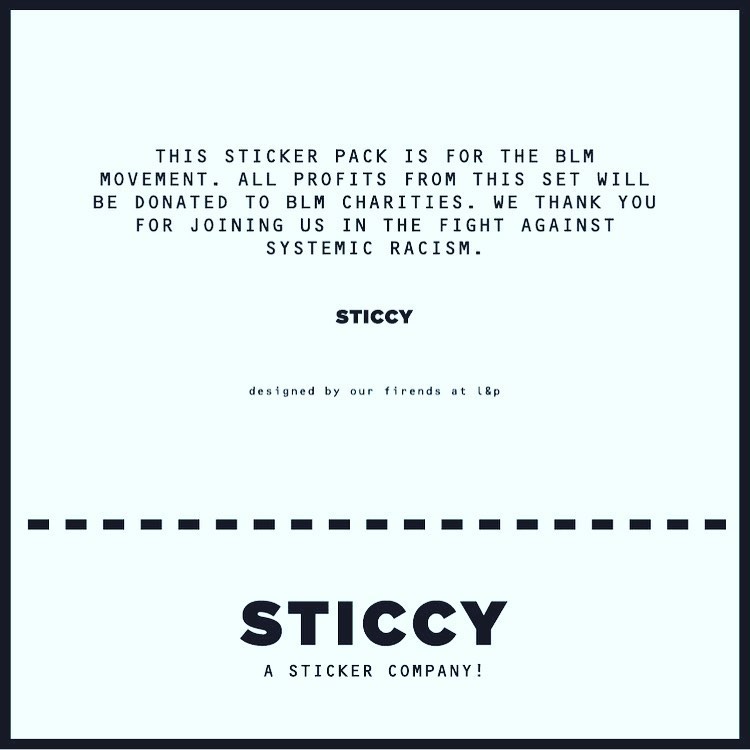 THIS STICKER PACK IS FOR THE BLM
MOVEMENT. ALL PROFITS FROM THIS SET WILL
BE DONATED TO BLM CHARITIES. WE THANK YOU
FOR JOINING US IN THE FIGHT AGAINST
SYSTEMIC RACISM.
STICCY
designed by our firends at l&p
STICCY
A STICKER COMPANY!